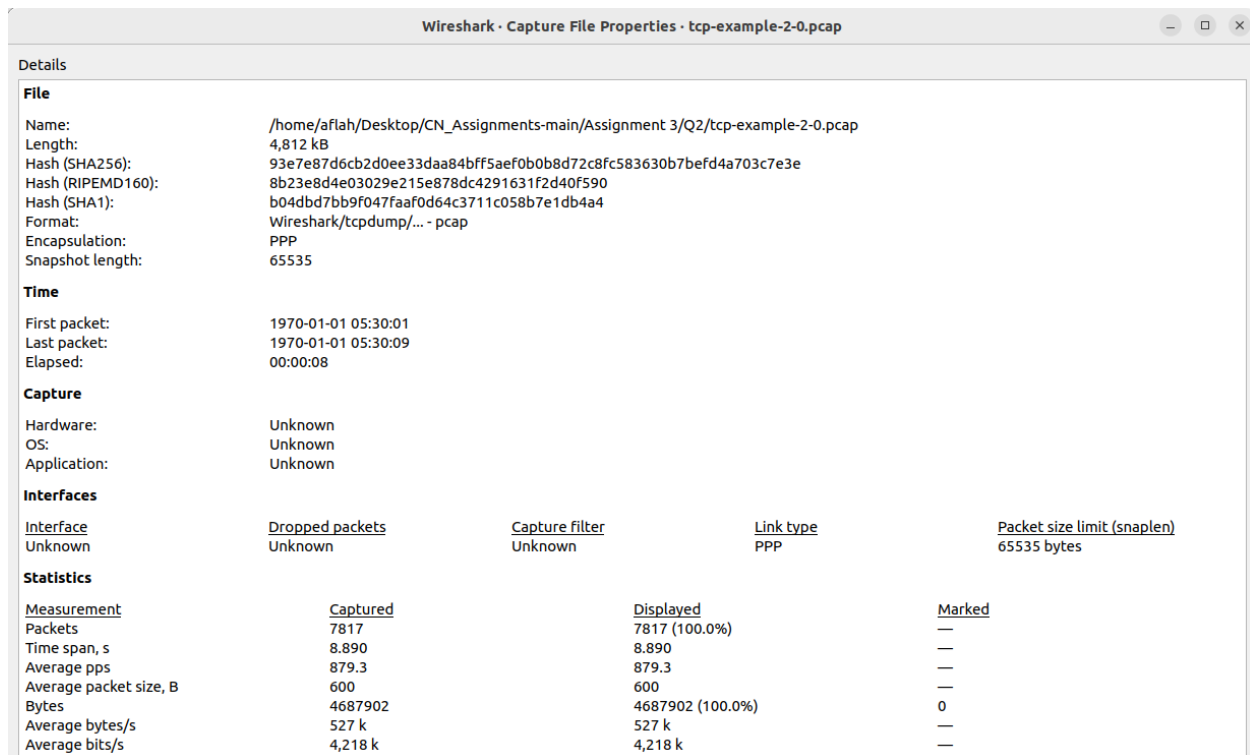 Wireshark · Capture File Properties · tcp-example-2-0.pcap
Details
File
Name: /home/aflah/Desktop/CN_Assignments-main/Assignment 3/Q2/tcp-example-2-0.pcap
Length: 4,812 kB
Hash (SHA256): 93e7e87d6cb2d0ee33daa84bff5aef0b0b8d72c8fc583630b7befd4a703c7e3e
Hash (RIPEMD160): 8b23e8d4e03029e215e878dc4291631f2d40f590
Hash (SHA1): b04dbd7bb9f047faaf0d64c3711c058b7e1db4a4
Format: Wireshark/tcpdump/... - pcap
Encapsulation: PPP
Snapshot length: 65535
Time
First packet: 1970-01-01 05:30:01
Last packet: 1970-01-01 05:30:09
Elapsed: 00:00:08
Capture
Hardware: Unknown
OS: Unknown
Application: Unknown
Interfaces
Interface Dropped packets Capture filter Link type Packet size limit (snaplen)
Unknown Unknown Unknown PPP 65535 bytes
Statistics
Measurement Captured Displayed Marked
Packets 7817 7817 (100.0%) —
Time span, s 8.890 8.890 —
Average pps 879.3 879.3 —
Average packet size, B 600 600 —
Bytes 4687902 4687902 (100.0%) 0
Average bytes/s 527 k 527 k —
Average bits/s 4,218 k 4,218 k —